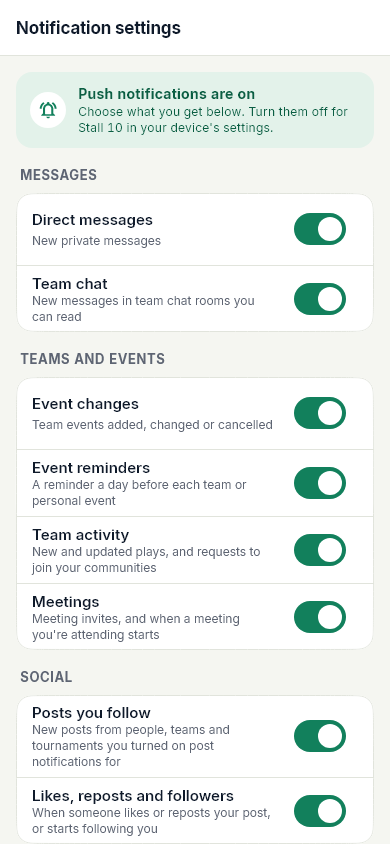 Notification settings
Push notifications are on
Choose what you get below. Turn them off for
Stall 10 in your device's settings.
MESSAGES
Direct messages
New private messages
Team chat
New messages in team chat rooms you
can read
TEAMS AND EVENTS
Event changes
Team events added, changed or cancelled
Event reminders
A reminder a day before each team or
personal event
Team activity
New and updated plays, and requests to
join your communities
Meetings
Meeting invites, and when a meeting
you're attending starts
SOCIAL
Posts you follow
New posts from people, teams and
tournaments you turned on post
notifications for
Likes, reposts and followers
When someone likes or reposts your post,
or starts following you